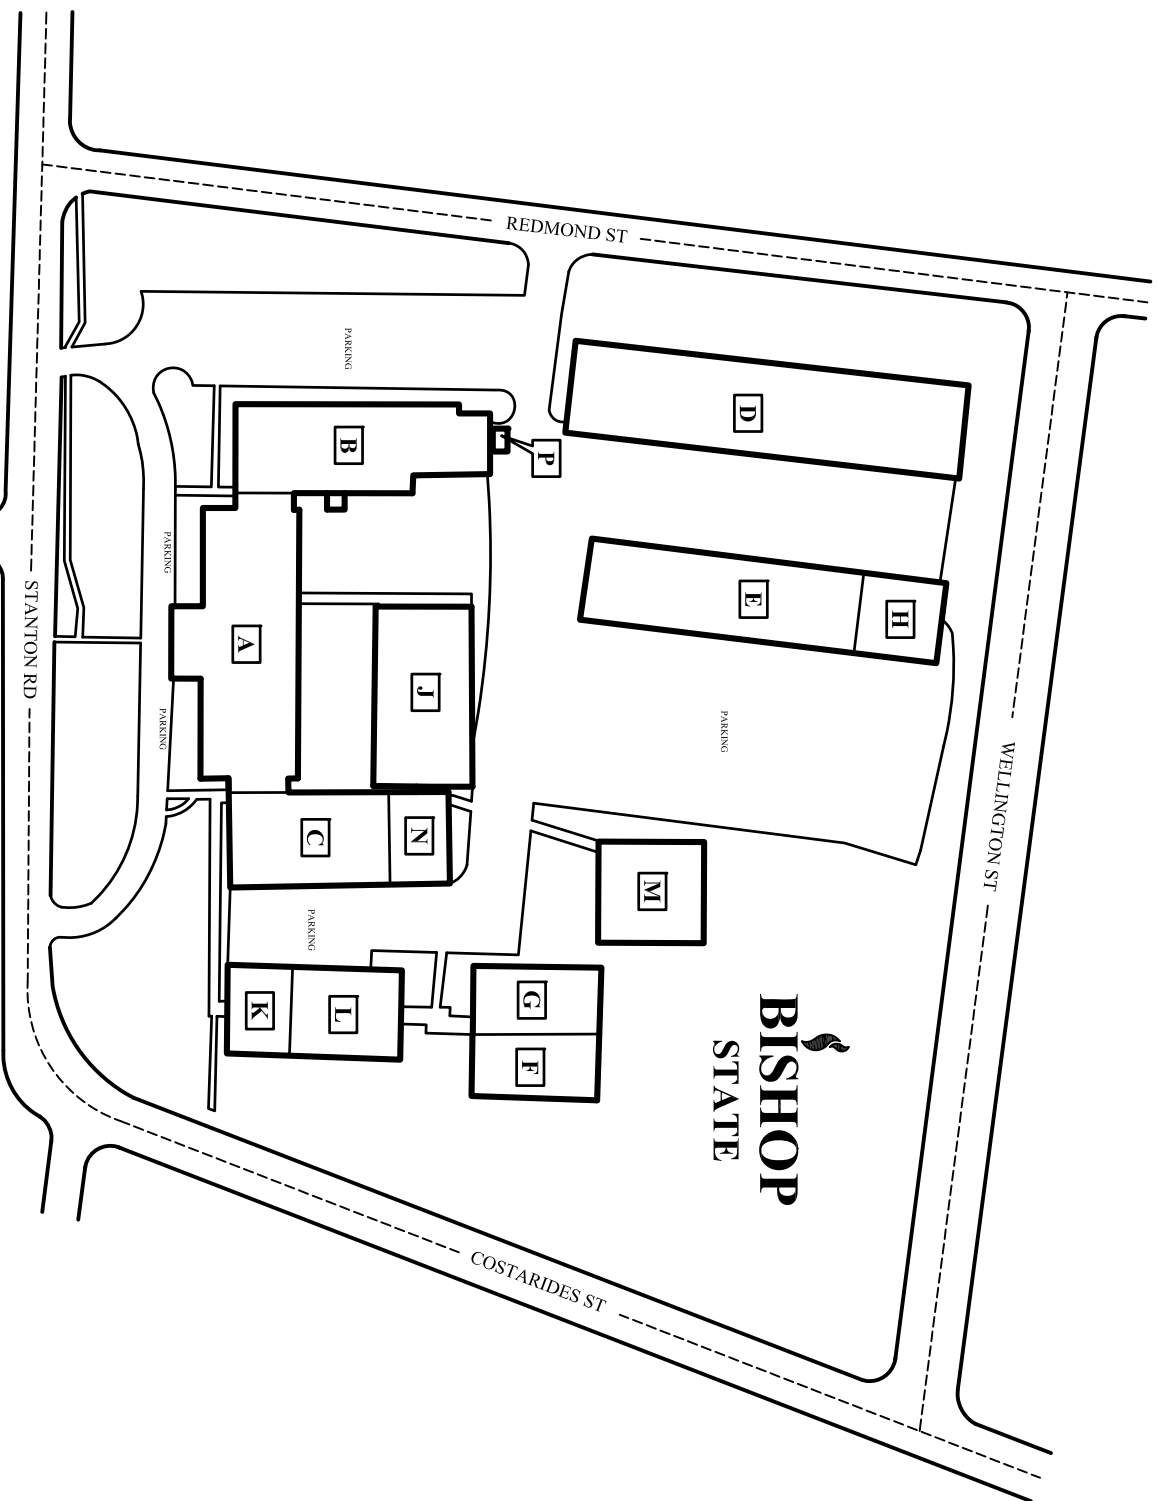 REDMOND ST
PARKING
D
B
P
E
H
PARKING
STANTON RD
A
J
PARKING
PARKING
WELLINGTON ST
C
N
M
PARKING
K
L
G
F
BISHOP
STATE
COSTARIDES ST